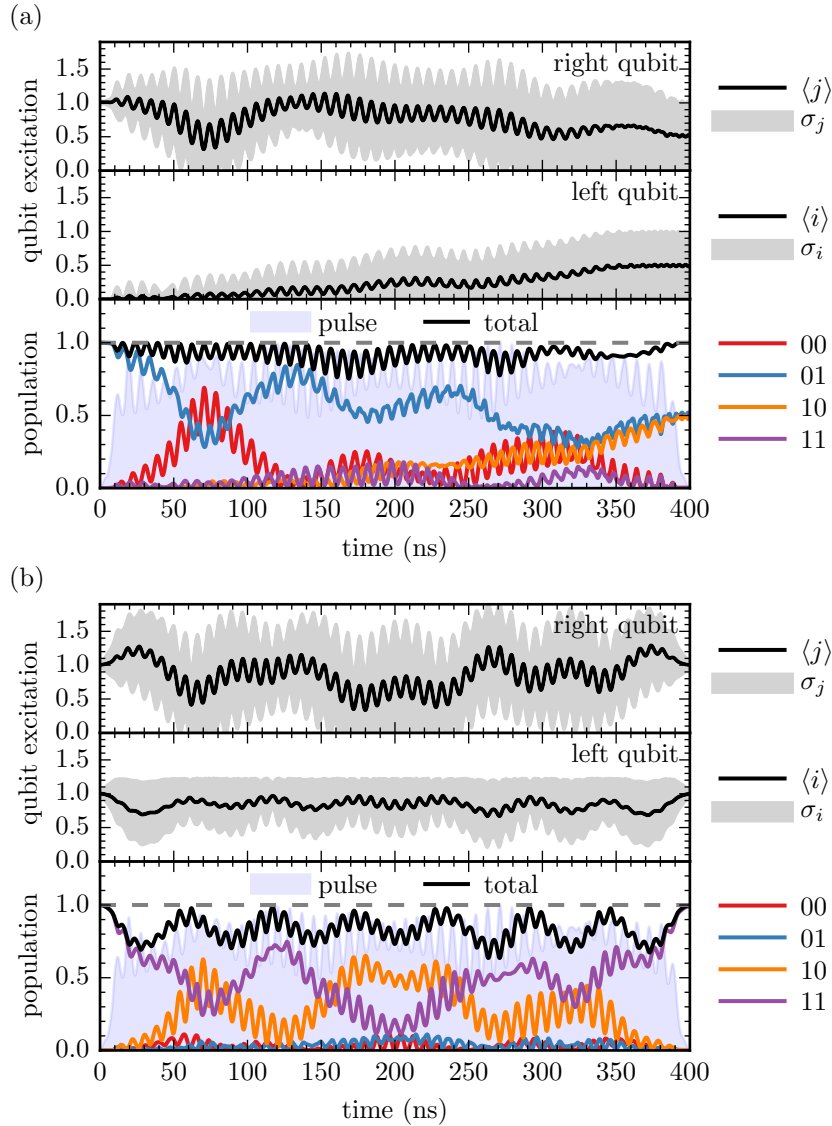 (a)
right qubit
1.5
1.0
0.5
0.0
⟨j⟩
σj
left qubit
1.5
1.0
0.5
0.0
⟨i⟩
σi
qubit excitation
pulse
total
1.0
0.5
0.0
population
00
01
10
11
0 50 100 150 200 250 300 350 400
time (ns)
(b)
right qubit
1.5
1.0
0.5
0.0
⟨j⟩
σj
left qubit
1.5
1.0
0.5
0.0
⟨i⟩
σi
qubit excitation
pulse
total
1.0
0.5
0.0
population
00
01
10
11
0 50 100 150 200 250 300 350 400
time (ns)